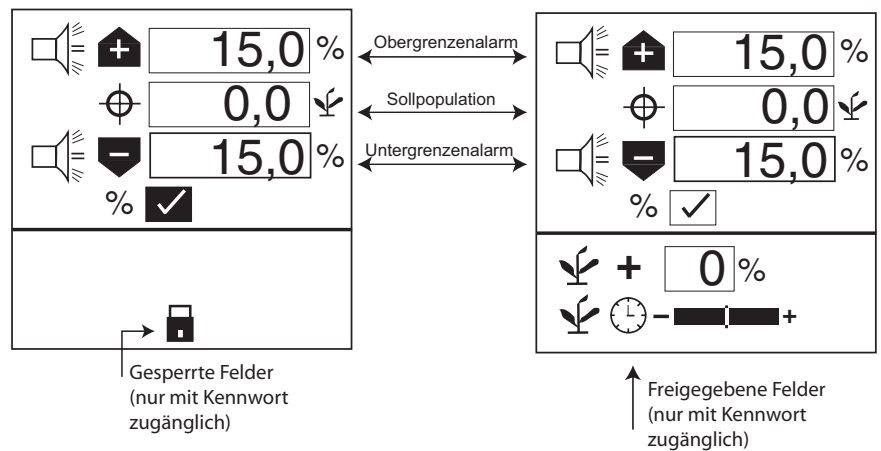 15,0 %
Obergrenzenalarm
15,0 %
0,0
Sollpopulation
0,0
15,0 %
Untergrenzenalarm
15,0 %
%
%
+ 0 %
- +
Gesperrte Felder
(nur mit Kennwort
zugänglich)
Freigegebene Felder
(nur mit Kennwort
zugänglich)